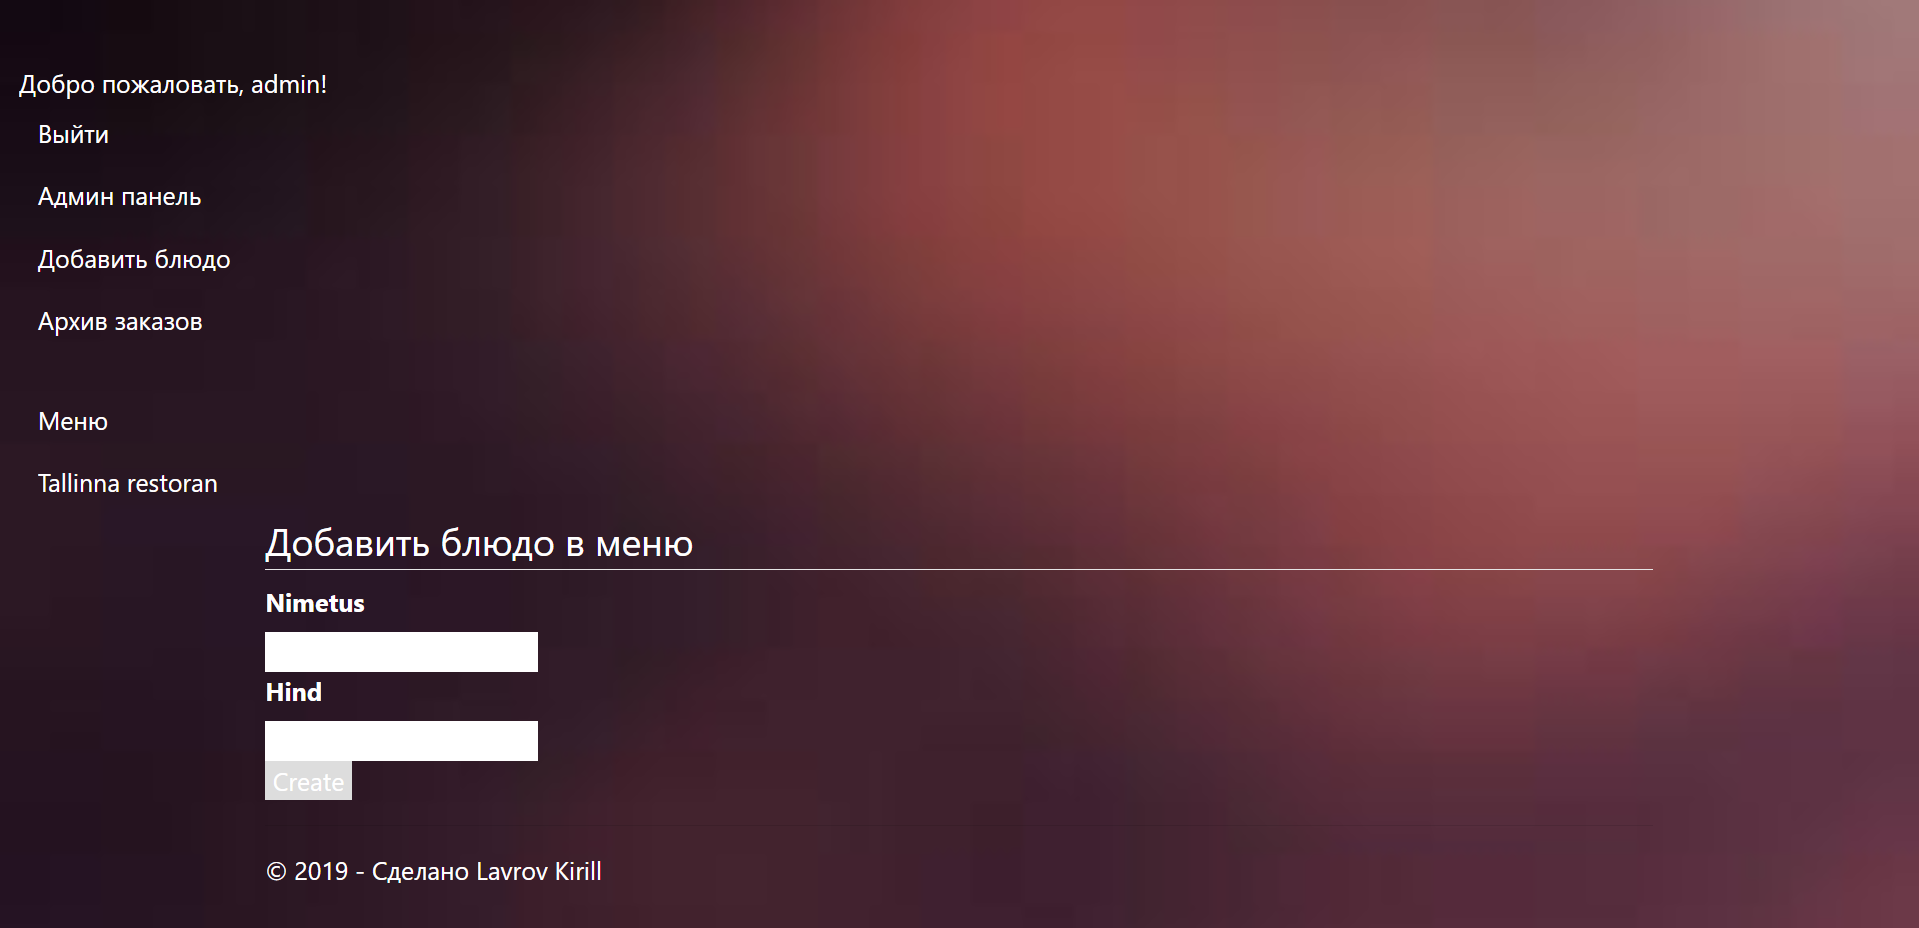 Добро пожаловать, admin!
Выйти
Админ панель
Добавить блюдо
Архив заказов
Меню
Tallinna restoran
Добавить блюдо в меню
Nimetus
Hind
Create
© 2019 - Сделано Lavrov Kirill